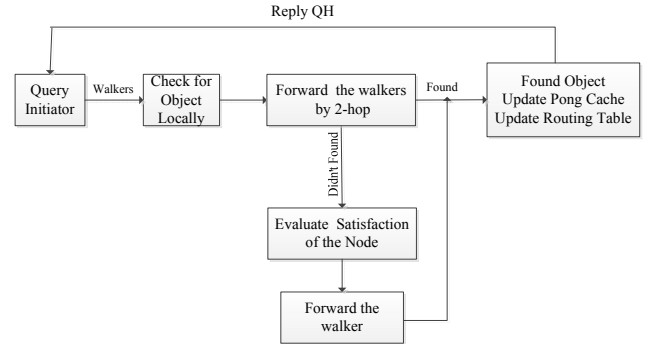 Reply QH
Query
Initiator
Walkers
Check for
Object
Locally
Forward the walkers
by 2-hop
Found
Found Object
Update Pong Cache
Update Routing Table
Didn't Found
Evaluate Satisfaction
of the Node
Forward the
walker